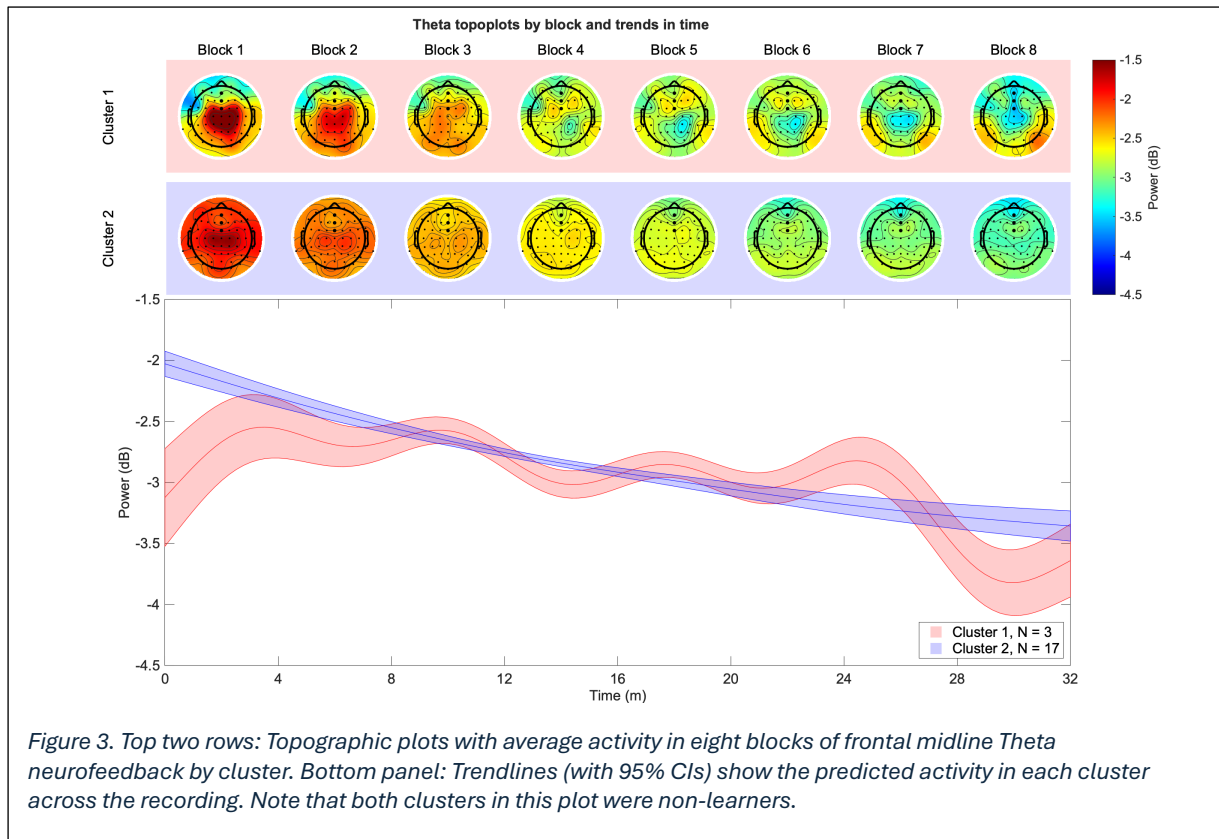 Theta topoplots by block and trends in time
Block 1 Block 2 Block 3 Block 4 Block 5 Block 6 Block 7 Block 8
Cluster 1
Cluster 2
-1.5
-2
-2.5
-3
-3.5
-4
-4.5
Power (dB)
-1.5
-2
-2.5
-3
-3.5
-4
-4.5
Power (dB)
Cluster 1, N = 3
Cluster 2, N = 17
0 4 8 12 16 20 24 28 32
Time (m)
Figure 3. Top two rows: Topographic plots with average activity in eight blocks of frontal midline Theta
neurofeedback by cluster. Bottom panel: Trendlines (with 95% CIs) show the predicted activity in each cluster
across the recording. Note that both clusters in this plot were non-learners.